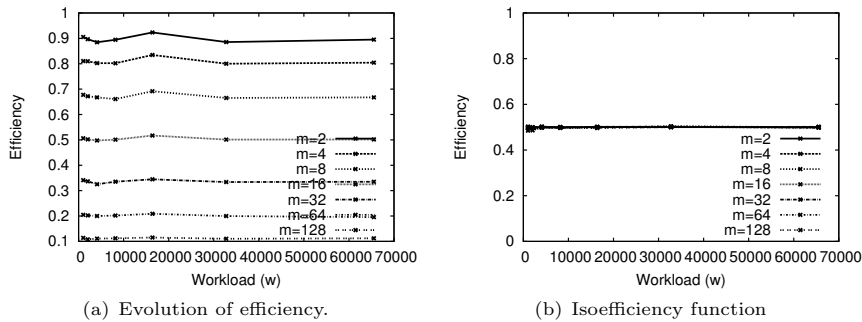 1
0.9
0.8
0.7
0.6
0.5
0.4
0.3
0.2
0.1
Efficiency
m=2
m=4
m=8
m=16
m=32
m=64
m=128
0 10000 20000 30000 40000 50000 60000 70000
Workload (w)
(a) Evolution of efficiency.
1
0.8
0.6
0.4
0.2
0
Efficiency
m=2
m=4
m=8
m=16
m=32
m=64
m=128
0 10000 20000 30000 40000 50000 60000 70000
Workload (w)
(b) Isoefficiency function